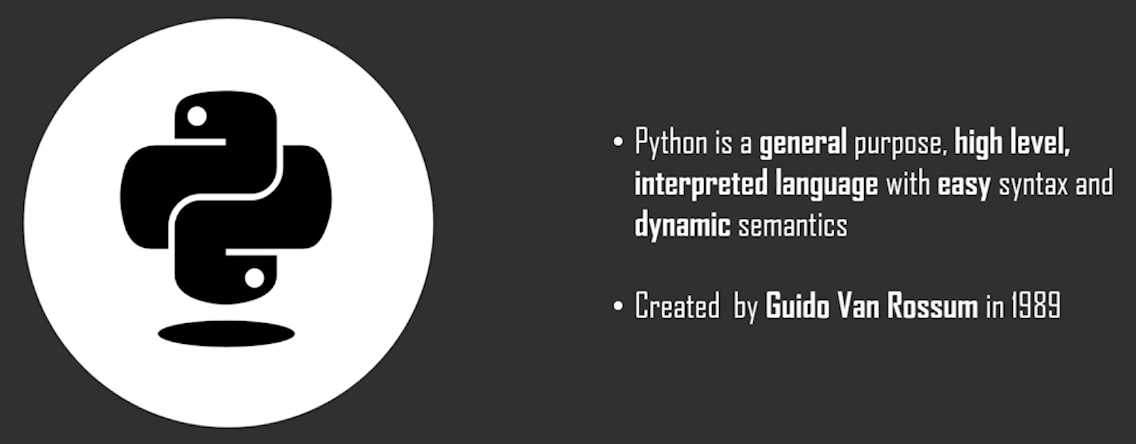 • Python is a general purpose, high level,
interpreted language with easy syntax and
dynamic semantics
• Created by Guido Van Rossum in 1989